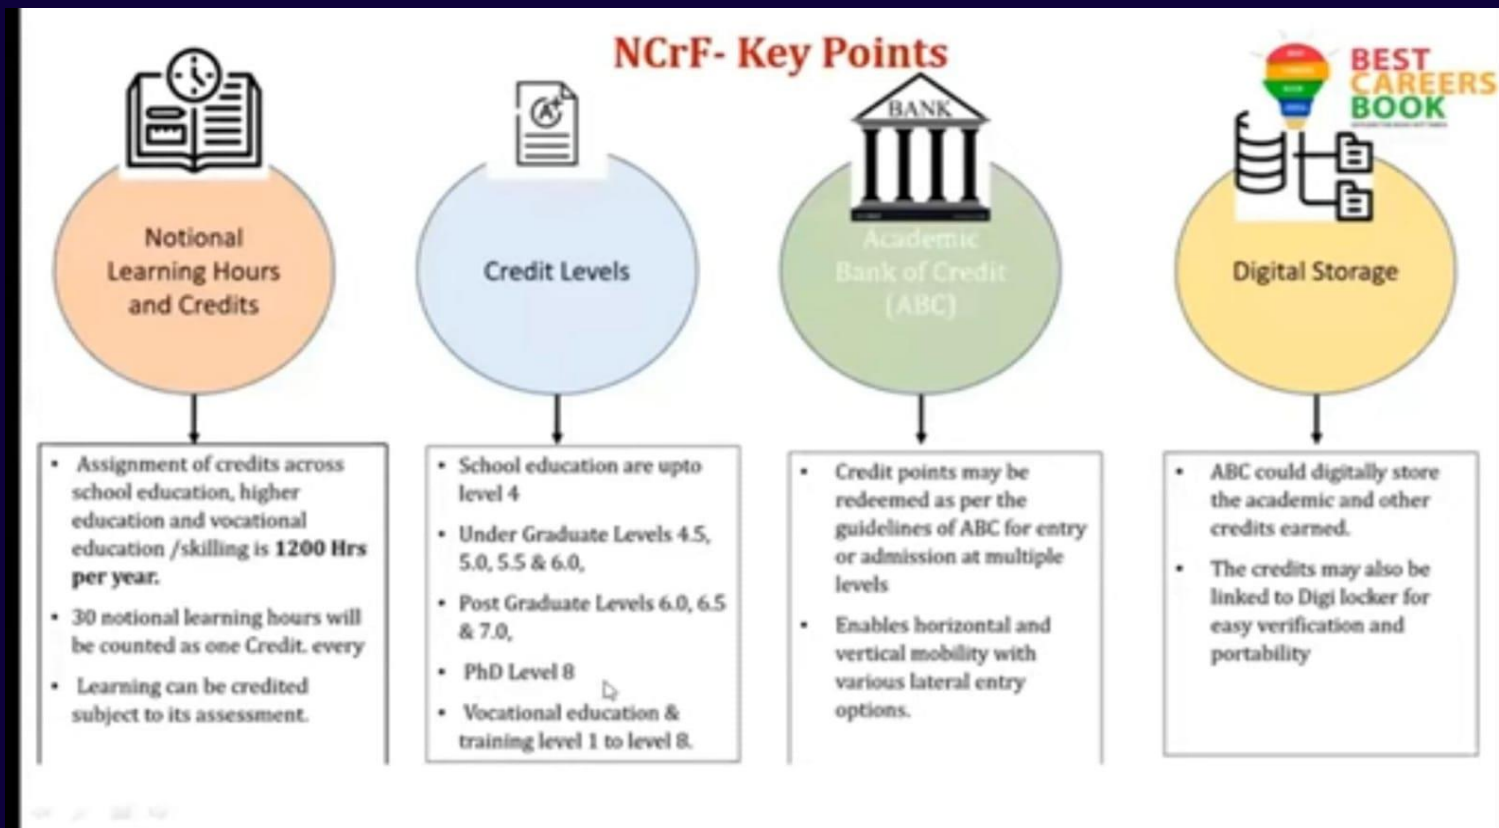 NCrF- Key Points
BEST
CAREERS
BOOK
BANK
Notional
Learning Hours
and Credits
Credit Levels
Academic
Bank of Credit
(ABC)
Digital Storage
A+
• Assignment of credits across
school education, higher
education and vocational
education /skilling is 1200 Hrs
per year.
• 30 notional learning hours will
be counted as one Credit. every
• Learning can be credited
subject to its assessment.
• School education are upto
level 4
• Under Graduate Levels 4.5,
5.0, 5.5 & 6.0,
• Post Graduate Levels 6.0, 6.5
& 7.0,
• PhD Level 8
• Vocational education &
training level 1 to level 8.
• Credit points may be
redeemed as per the
guidelines of ABC for entry
or admission at multiple
levels
• Enables horizontal and
vertical mobility with
various lateral entry
options.
• ABC could digitally store
the academic and other
credits earned.
• The credits may also be
linked to Digi locker for
easy verification and
portability